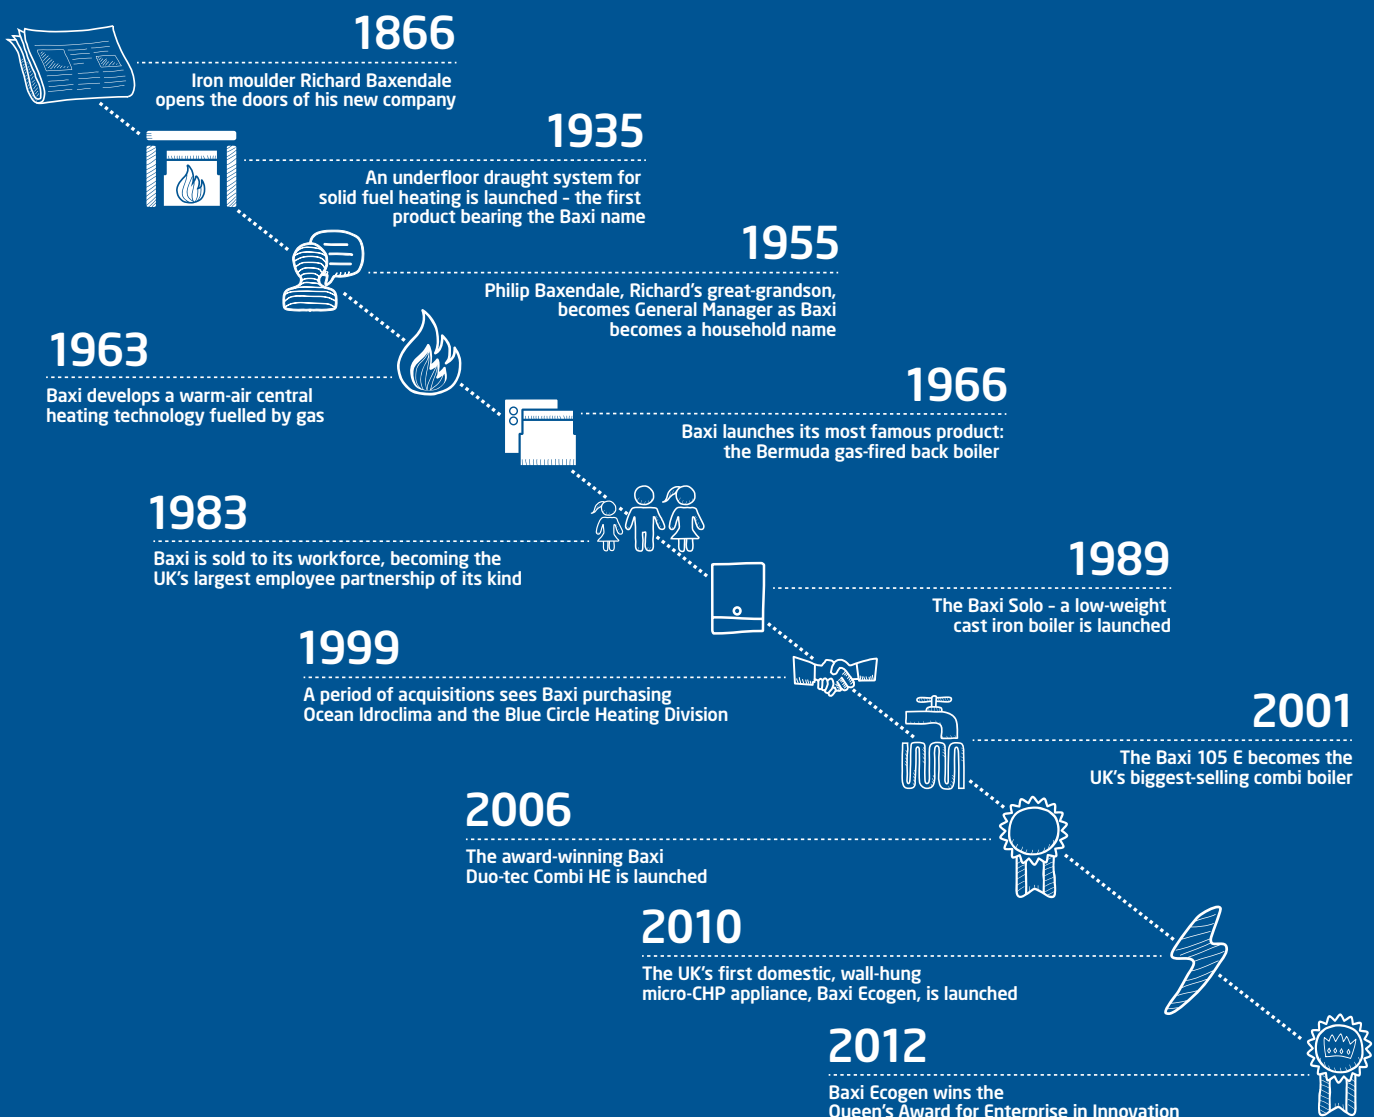 1866
Iron moulder Richard Baxendale
opens the doors of his new company
1935
An underfloor draught system for
solid fuel heating is launched – the first
product bearing the Baxi name
1955
Philip Baxendale, Richard's great-grandson,
becomes General Manager as Baxi
becomes a household name
1963
Baxi develops a warm-air central
heating technology fuelled by gas
1966
Baxi launches its most famous product:
the Bermuda gas-fired back boiler
1983
Baxi is sold to its workforce, becoming the
UK's largest employee partnership of its kind
1989
The Baxi Solo – a low-weight
cast iron boiler is launched
1999
A period of acquisitions sees Baxi purchasing
Ocean Idroclima and the Blue Circle Heating Division
2001
The Baxi 105 E becomes the
UK's biggest-selling combi boiler
2006
The award-winning Baxi
Duo-tec Combi HE is launched
2010
The UK's first domestic, wall-hung
micro-CHP appliance, Baxi Ecogen, is launched
2012
Baxi Ecogen wins the
Queen's Award for Enterprise in Innovation